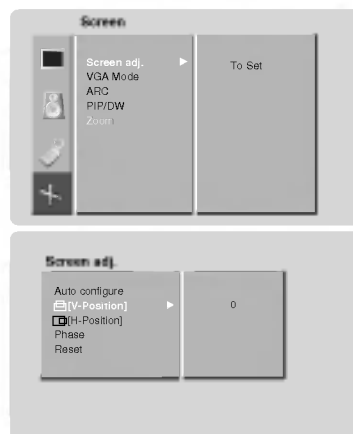 Screen
Screen adj.
To Set
VGA Mode
ARC
PIP/DW
Zoom
Screen adj.
Auto configure
[V-Position]
0
[H-Position]
Phase
Reset